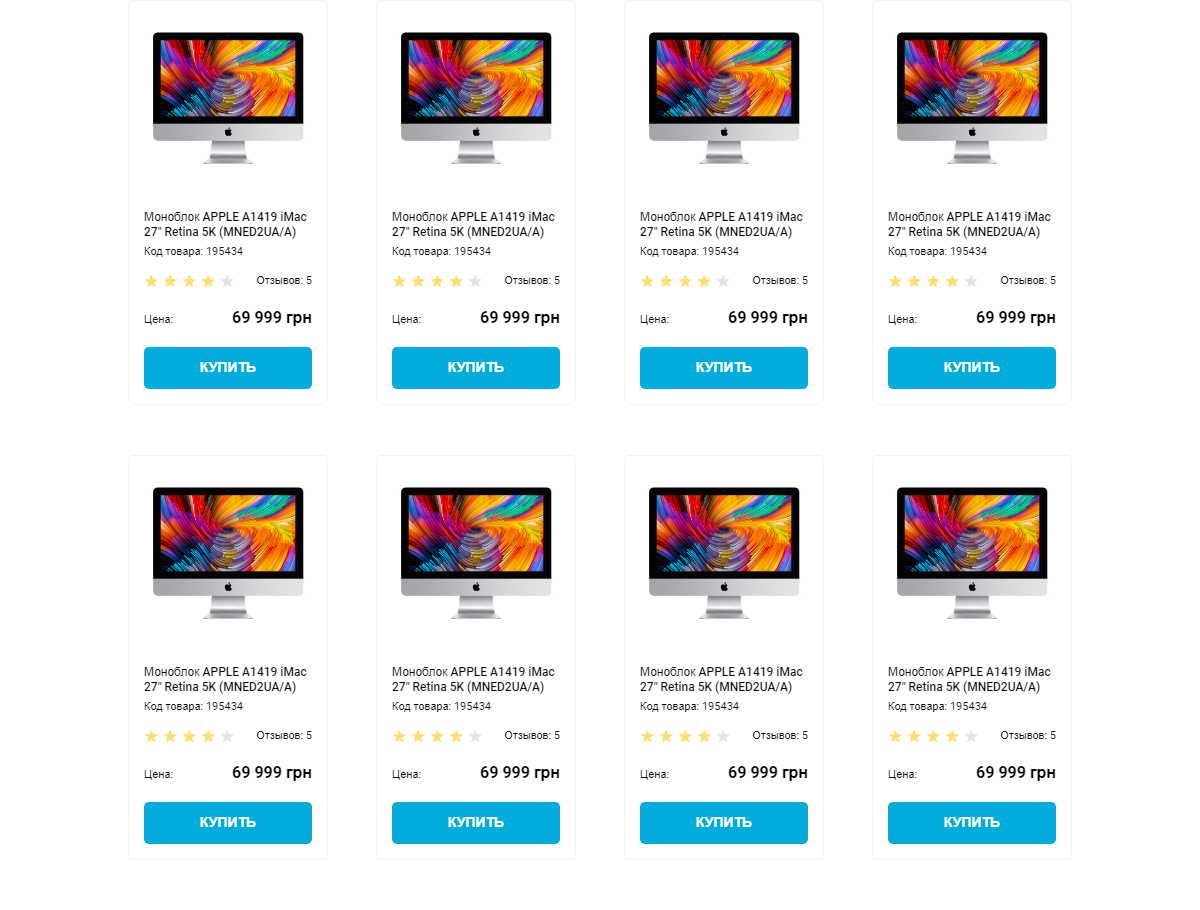 Моноблок APPLE A1419 iMac
27" Retina 5K (MNED2UA/A)
Код товара: 195434
Отзывов: 5
Цена: 69 999 грн
КУПИТЬ
Моноблок APPLE A1419 iMac
27" Retina 5K (MNED2UA/A)
Код товара: 195434
Отзывов: 5
Цена: 69 999 грн
КУПИТЬ
Моноблок APPLE A1419 iMac
27" Retina 5K (MNED2UA/A)
Код товара: 195434
Отзывов: 5
Цена: 69 999 грн
КУПИТЬ
Моноблок APPLE A1419 iMac
27" Retina 5K (MNED2UA/A)
Код товара: 195434
Отзывов: 5
Цена: 69 999 грн
КУПИТЬ
Моноблок APPLE A1419 iMac
27" Retina 5K (MNED2UA/A)
Код товара: 195434
Отзывов: 5
Цена: 69 999 грн
КУПИТЬ
Моноблок APPLE A1419 iMac
27" Retina 5K (MNED2UA/A)
Код товара: 195434
Отзывов: 5
Цена: 69 999 грн
КУПИТЬ
Моноблок APPLE A1419 iMac
27" Retina 5K (MNED2UA/A)
Код товара: 195434
Отзывов: 5
Цена: 69 999 грн
КУПИТЬ
Моноблок APPLE A1419 iMac
27" Retina 5K (MNED2UA/A)
Код товара: 195434
Отзывов: 5
Цена: 69 999 грн
КУПИТЬ